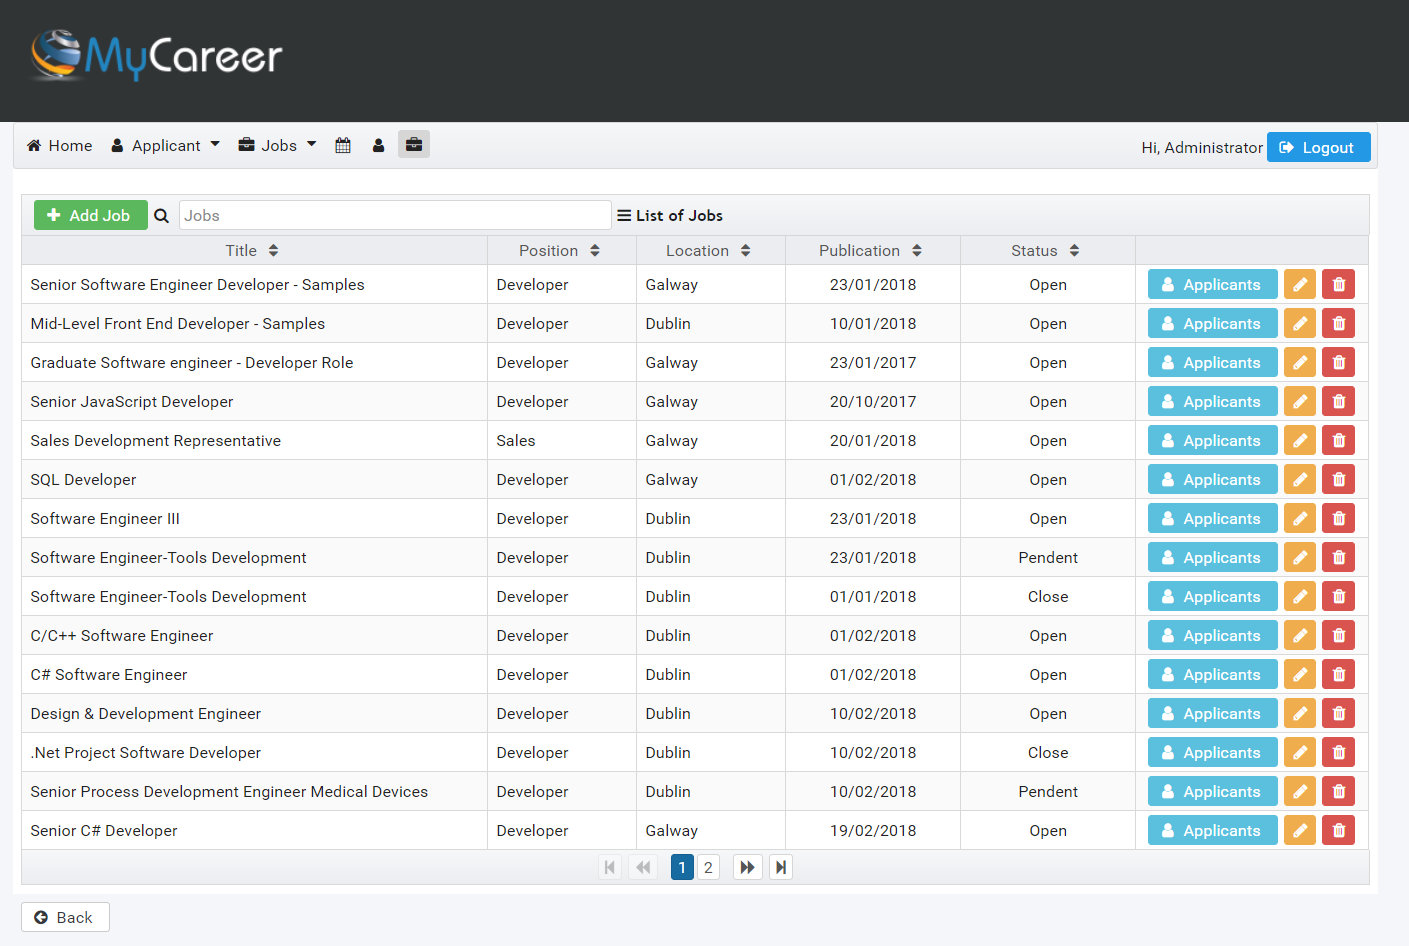 MyCareer
Home Applicant Jobs Hi, Administrator Logout
Add Job Jobs List of Jobs
Title Position Location Publication Status
Senior Software Engineer Developer - Samples Developer Galway 23/01/2018 Open Applicants
Mid-Level Front End Developer - Samples Developer Dublin 10/01/2018 Open Applicants
Graduate Software engineer - Developer Role Developer Galway 23/01/2017 Open Applicants
Senior JavaScript Developer Developer Galway 20/10/2017 Open Applicants
Sales Development Representative Sales Galway 20/01/2018 Open Applicants
SQL Developer Developer Galway 01/02/2018 Open Applicants
Software Engineer III Developer Dublin 23/01/2018 Open Applicants
Software Engineer-Tools Development Developer Dublin 23/01/2018 Pendent Applicants
Software Engineer-Tools Development Developer Dublin 01/01/2018 Close Applicants
C/C++ Software Engineer Developer Dublin 01/02/2018 Open Applicants
C# Software Engineer Developer Dublin 01/02/2018 Open Applicants
Design & Development Engineer Developer Dublin 10/02/2018 Open Applicants
.Net Project Software Developer Developer Dublin 10/02/2018 Close Applicants
Senior Process Development Engineer Medical Devices Developer Dublin 10/02/2018 Pendent Applicants
Senior C# Developer Developer Galway 19/02/2018 Open Applicants
1 2
Back